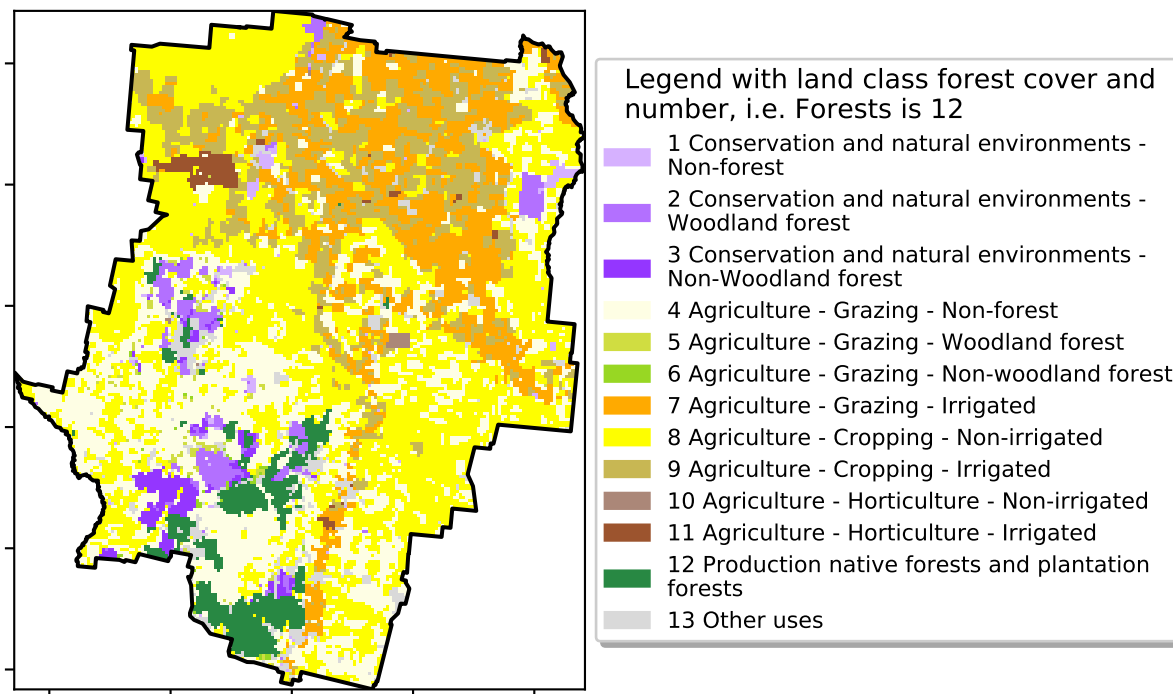 Legend with land class forest cover and
number, i.e. Forests is 12
1 Conservation and natural environments -
Non-forest
2 Conservation and natural environments -
Woodland forest
3 Conservation and natural environments -
Non-Woodland forest
4 Agriculture - Grazing - Non-forest
5 Agriculture - Grazing - Woodland forest
6 Agriculture - Grazing - Non-woodland forest
7 Agriculture - Grazing - Irrigated
8 Agriculture - Cropping - Non-irrigated
9 Agriculture - Cropping - Irrigated
10 Agriculture - Horticulture - Non-irrigated
11 Agriculture - Horticulture - Irrigated
12 Production native forests and plantation
forests
13 Other uses